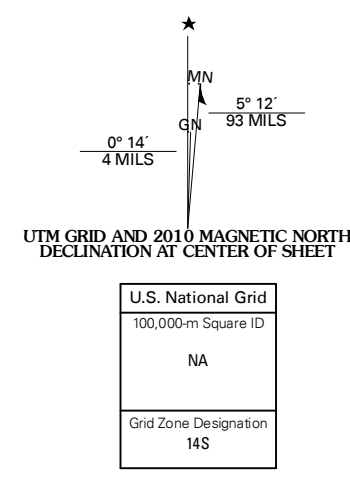 MN
GN
5° 12´
93 MILS
0° 14´
4 MILS
UTM GRID AND 2010 MAGNETIC NORTH
DECLINATION AT CENTER OF SHEET
U.S. National Grid
100,000-m Square ID
NA
Grid Zone Designation
14S